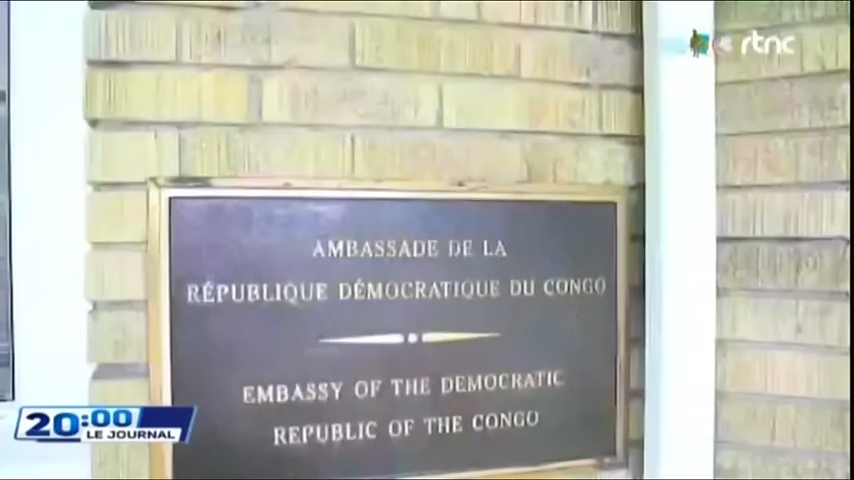 rtnc
AMBASSADE DE LA
RÉPUBLIQUE DÉMOCRATIQUE DU CONGO
EMBASSY OF THE DEMOCRATIC
REPUBLIC OF THE CONGO
20:00
LE JOURNAL